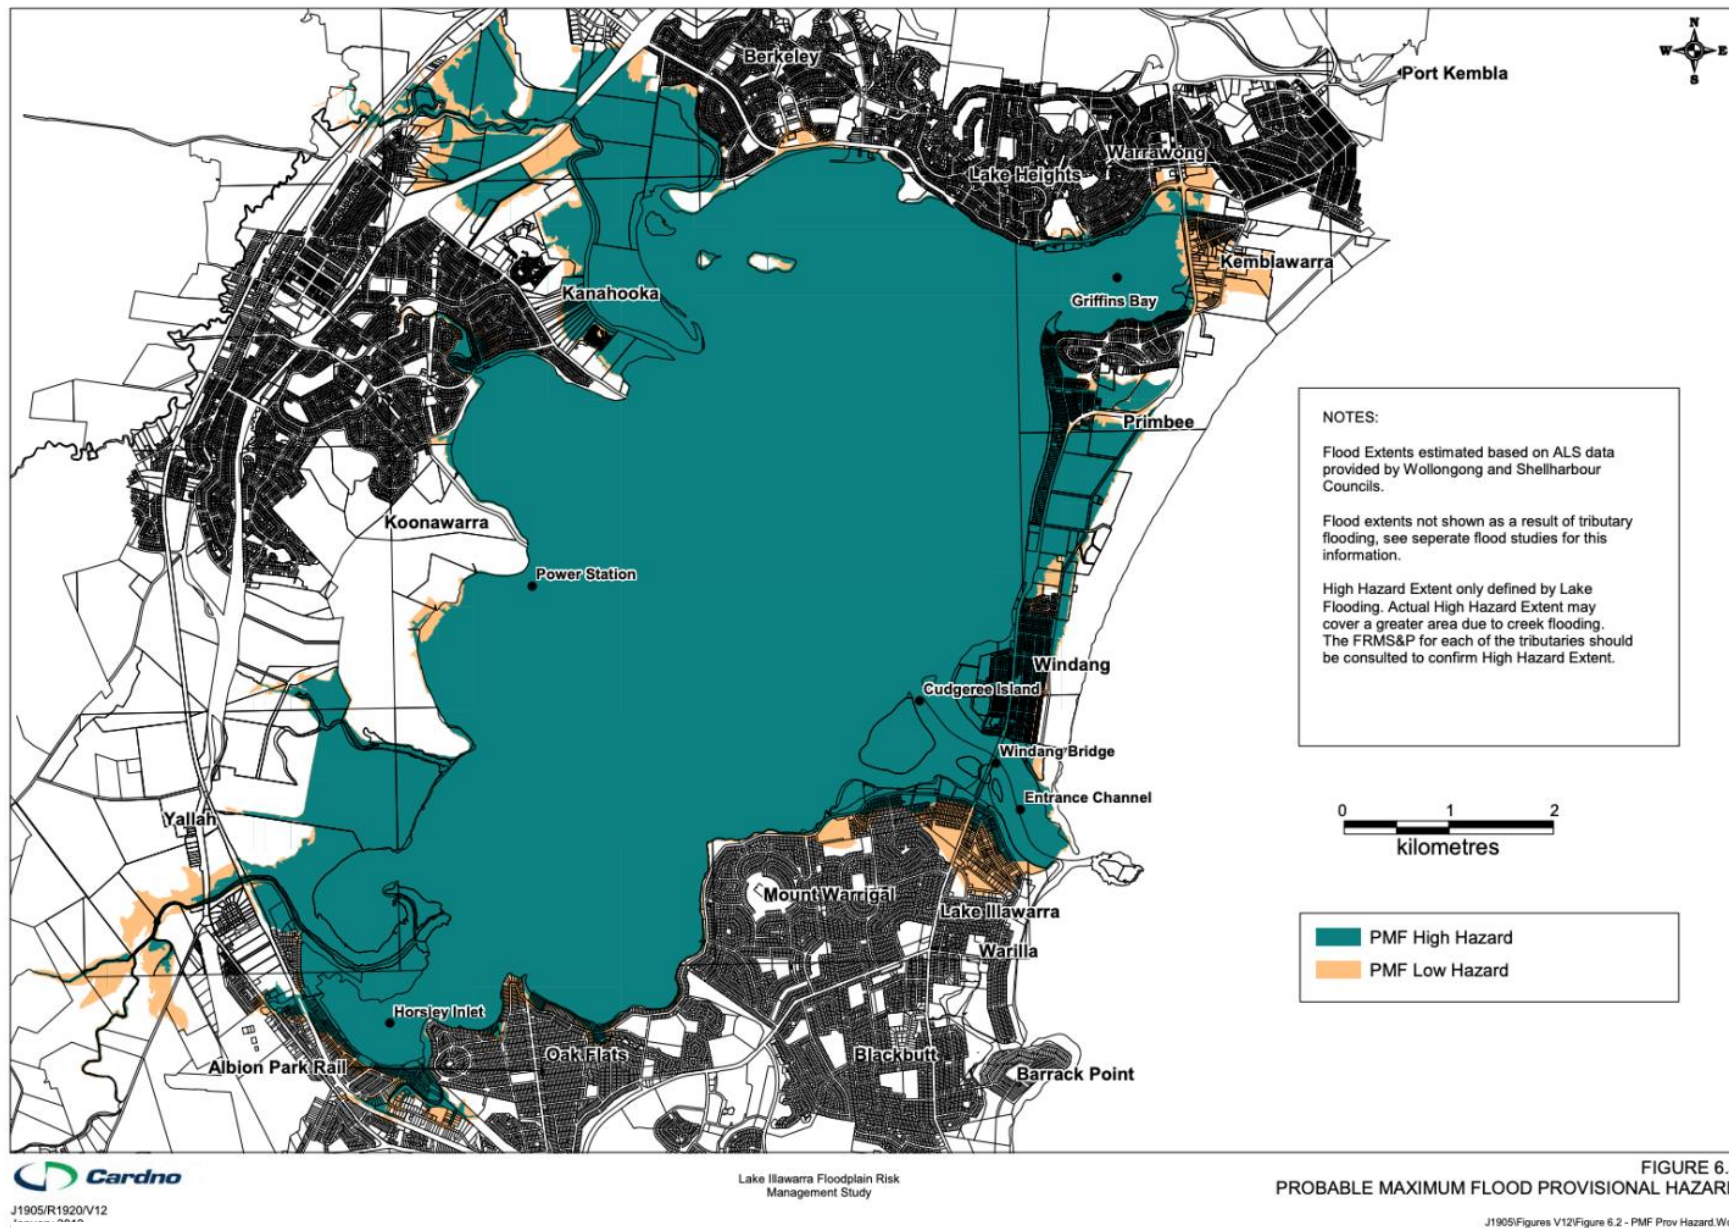 N
W E
S
Berkeley
Port Kembla
Warrawong
Lake Heights
Kemblawarra
Kanahooka
Griffins Bay
Primbee
NOTES:
Flood Extents estimated based on ALS data
provided by Wollongong and Shellharbour
Councils.
Flood extents not shown as a result of tributary
flooding, see seperate flood studies for this
information.
High Hazard Extent only defined by Lake
Flooding. Actual High Hazard Extent may
cover a greater area due to creek flooding.
The FRMS&P for each of the tributaries should
be consulted to confirm High Hazard Extent.
Koonawarra
Power Station
Windang
Cudgeree Island
Windang Bridge
Entrance Channel
Yallah
0 1 2
kilometres
Mount Warrigal
Lake Illawarra
Warilla
PMF High Hazard
PMF Low Hazard
Horsley Inlet
Oak Flats
Blackbutt
Albion Park Rail
Barrack Point
Cardno
Lake Illawarra Floodplain Risk
Management Study
FIGURE 6.
PROBABLE MAXIMUM FLOOD PROVISIONAL HAZAR
J1905/R1920/V12
J1905\Figures V12\Figure 6.2 - PMF Prov Hazard.W